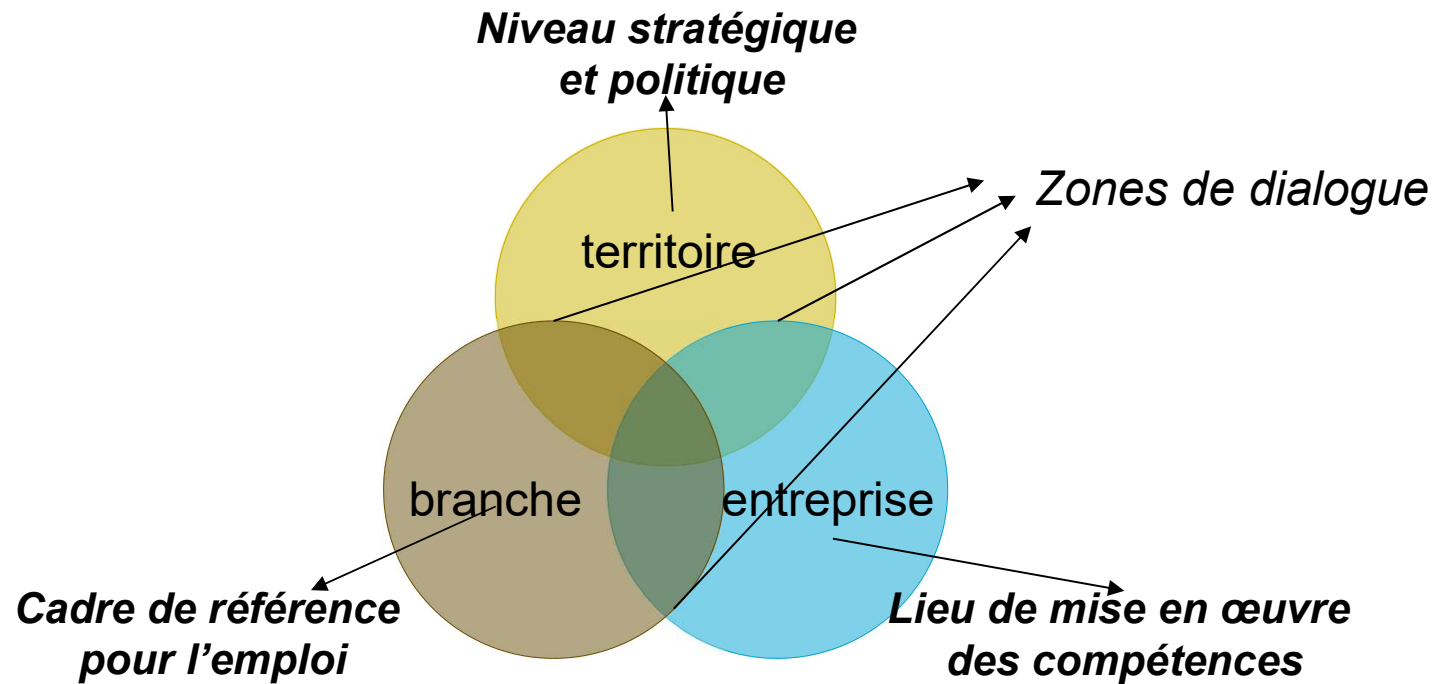 Niveau stratégique
et politique
Zones de dialogue
territoire
branche
entreprise
Cadre de référence
pour l’emploi
Lieu de mise en œuvre
des compétences